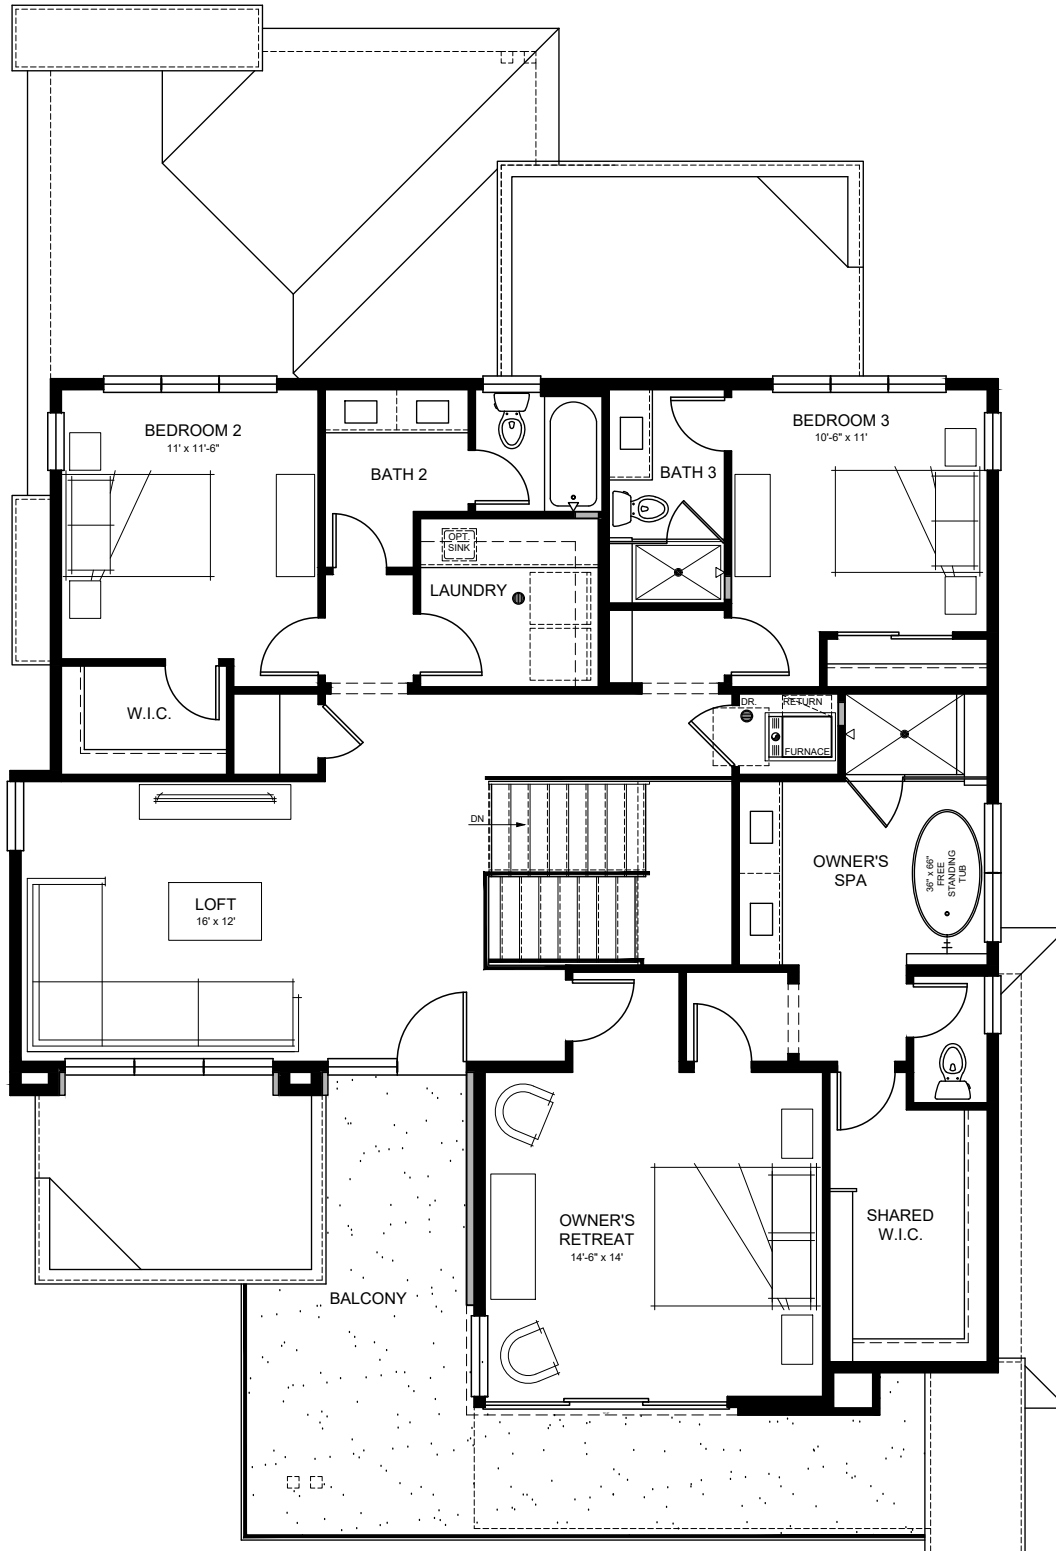 BEDROOM 2
11' x 11'-6"
BATH 2
BATH 3
BEDROOM 3
10'-6" x 11'
OPT.
SINK
LAUNDRY
W.I.C.
DR.
RETURN
FURNACE
DN
LOFT
16' x 12'
OWNER'S
SPA
36" x 66"
FREE
STANDING
TUB
OWNER'S
RETREAT
14'-6" x 14'
SHARED
W.I.C.
BALCONY